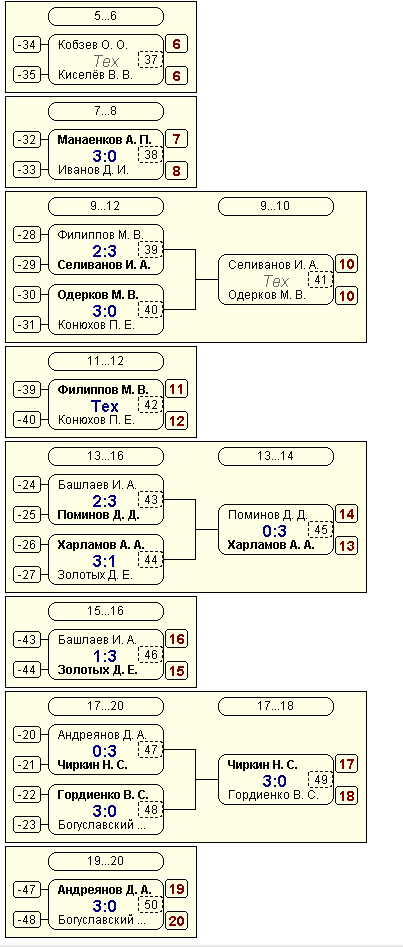 5...6
-34 Кобзев О. О. 6
Тех 37
-35 Киселёв В. В. 6
7...8
-32 Манаенков А. П. 7
3:0 38
-33 Иванов Д. И. 8
9...12 9...10
-28 Филиппов М. В.
2:3 39
-29 Селиванов И. А.
Селиванов И. А. 10
Тех 41
Одерков М. В. 10
-30 Одерков М. В.
3:0 40
-31 Конюхов П. Е.
11...12
-39 Филиппов М. В. 11
Тех 42
-40 Конюхов П. Е. 12
13...16 13...14
-24 Башлаев И. А.
2:3 43
-25 Поминов Д. Д.
Поминов Д. Д. 14
0:3 45
Харламов А. А. 13
-26 Харламов А. А.
3:1 44
-27 Золотых Д. Е.
15...16
-43 Башлаев И. А. 16
1:3 46
-44 Золотых Д. Е. 15
17...20 17...18
-20 Андреянов Д. А.
0:3 47
-21 Чиркин Н. С.
Чиркин Н. С. 17
3:0 49
Гордиенко В. С. 18
-22 Гордиенко В. С.
3:0 48
-23 Богуславский ...
19...20
-47 Андреянов Д. А. 19
3:0 50
-48 Богуславский ... 20